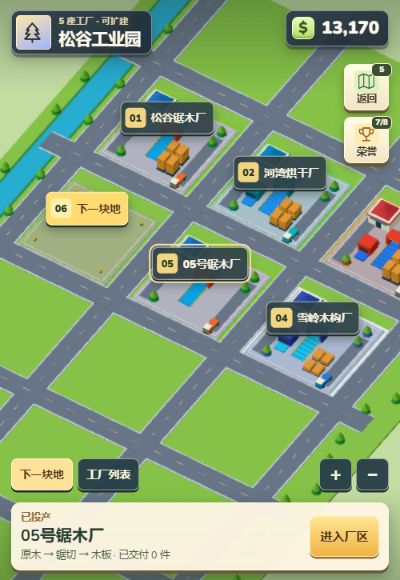 5 座工厂 · 可扩建
松谷工业园
$ 13,170
5
返回
7/8
荣誉
01 松谷锯木厂
02 河湾烘干厂
06 下一块地
05 05号锯木厂
04 雪岭木构厂
下一块地
工厂列表
+
−
已投产
05号锯木厂
原木 → 锯切 → 木板 · 已交付 0 件
进入厂区